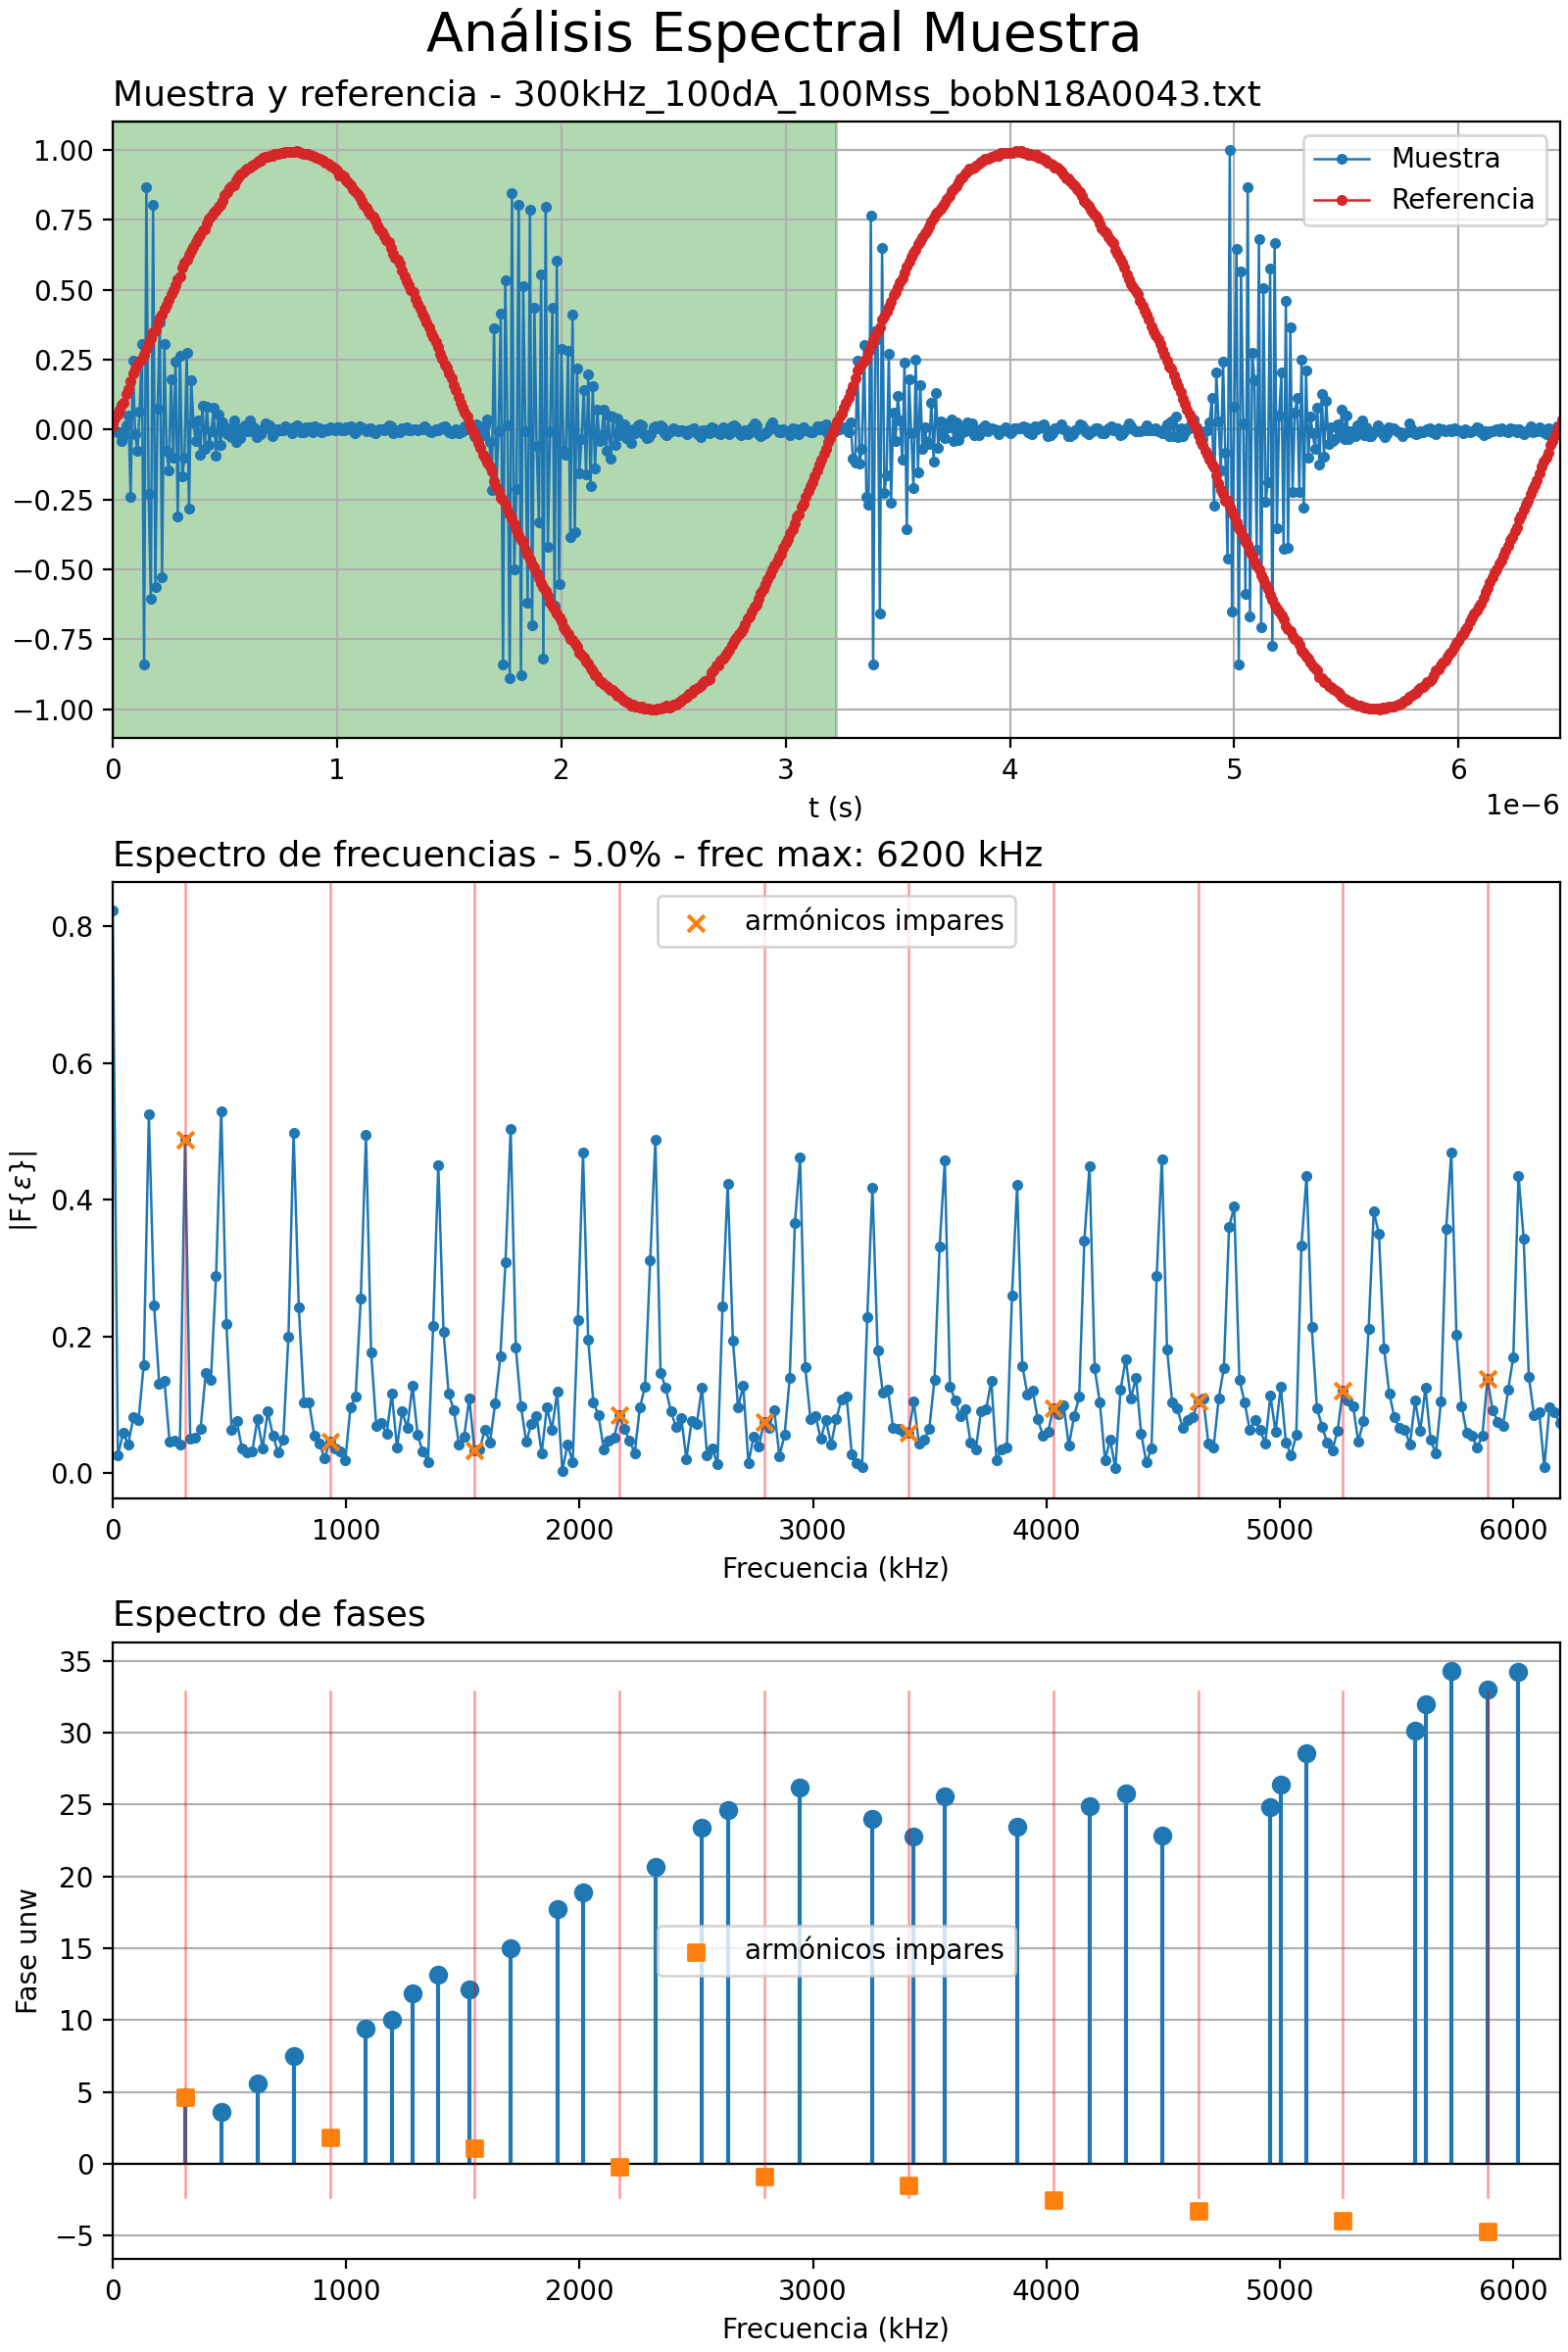 Análisis Espectral Muestra
Muestra y referencia - 300kHz_100dA_100Mss_bobN18A0043.txt
1.00
0.75
0.50
0.25
0.00
−0.25
−0.50
−0.75
−1.00
Muestra
Referencia
0 1 2 3 4 5 6
t (s)
1e−6
Espectro de frecuencias - 5.0% - frec max: 6200 kHz
|F{ε}|
0.8
0.6
0.4
0.2
0.0
armónicos impares
0 1000 2000 3000 4000 5000 6000
Frecuencia (kHz)
Espectro de fases
Fase unw
35
30
25
20
15
10
5
0
−5
armónicos impares
0 1000 2000 3000 4000 5000 6000
Frecuencia (kHz)